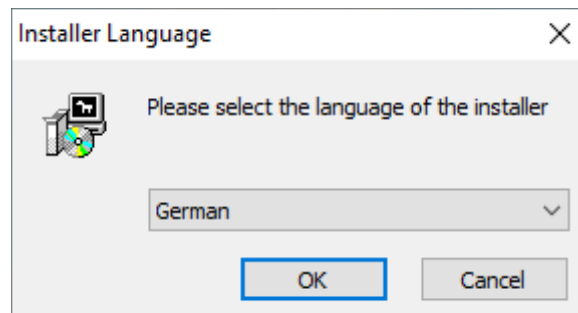 Installer Language
Please select the language of the installer
German
OK
Cancel